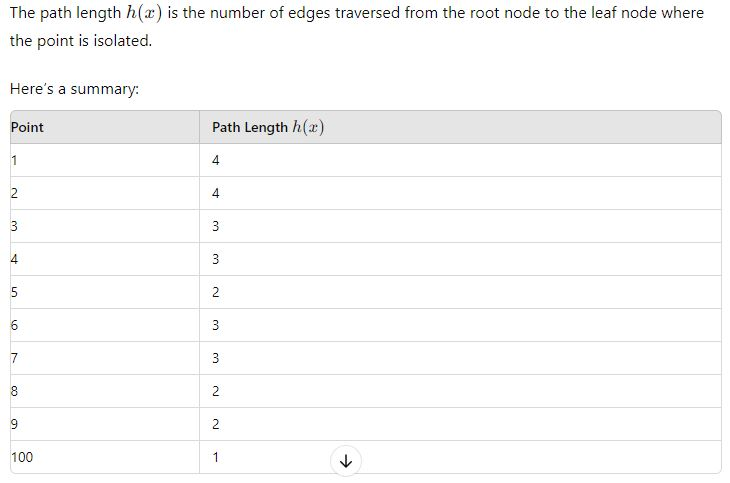 The path length h(x) is the number of edges traversed from the root node to the leaf node where
the point is isolated.
Here's a summary:
Point Path Length h(x)
1 4
2 4
3 3
4 3
5 2
6 3
7 3
8 2
9 2
100 1